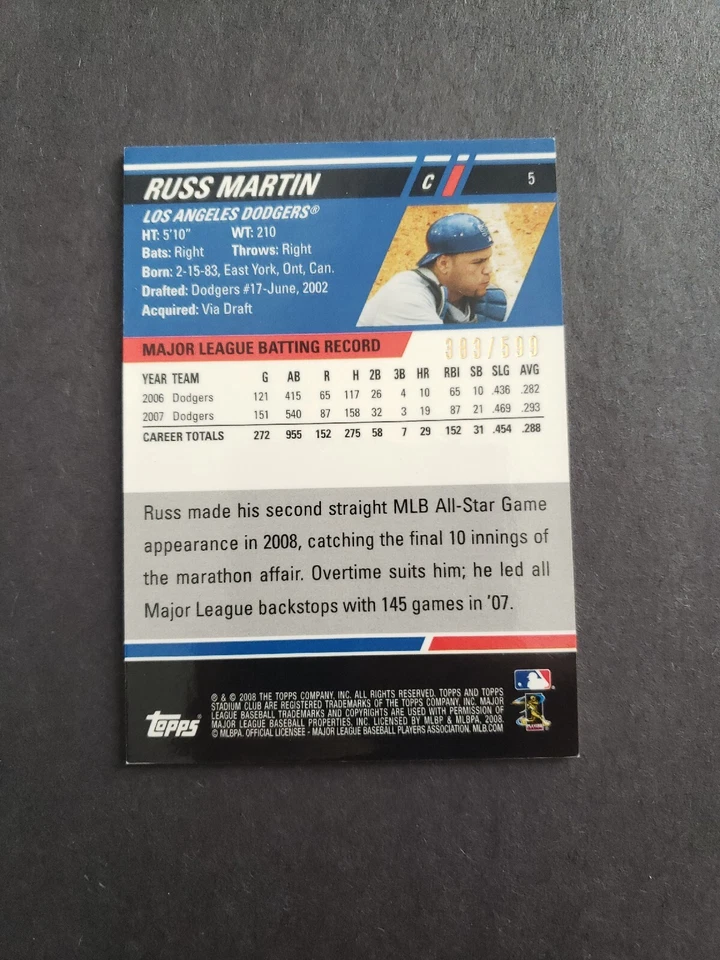 RUSS MARTIN C 5
LOS ANGELES DODGERS®
HT: 5'10" WT: 210
Bats: Right Throws: Right
Born: 2-15-83, East York, Ont, Can.
Drafted: Dodgers #17-June, 2002
Acquired: Via Draft
MAJOR LEAGUE BATTING RECORD 383/500
YEAR TEAM G AB R H 2B 3B HR RBI SB SLG AVG
2006 Dodgers 121 415 65 117 26 4 10 65 10 .436 .282
2007 Dodgers 151 540 87 158 32 3 19 87 21 .469 .293
CAREER TOTALS 272 955 152 275 58 7 29 152 31 .454 .288
Russ made his second straight MLB All-Star Game
appearance in 2008, catching the final 10 innings of
the marathon affair. Overtime suits him; he led all
Major League backstops with 145 games in '07.
topps
® & © 2008 THE TOPPS COMPANY, INC. ALL RIGHTS RESERVED. TOPPS AND TOPPS
STADIUM CLUB ARE REGISTERED TRADEMARKS OF THE TOPPS COMPANY, INC. MAJOR
LEAGUE BASEBALL TRADEMARKS AND COPYRIGHTS ARE USED WITH PERMISSION OF
MAJOR LEAGUE BASEBALL PROPERTIES, INC. LICENSED BY MLBP & MLBPA, 2008.
© MLBPA. OFFICIAL LICENSEE - MAJOR LEAGUE BASEBALL PLAYERS ASSOCIATION. MLB.COM